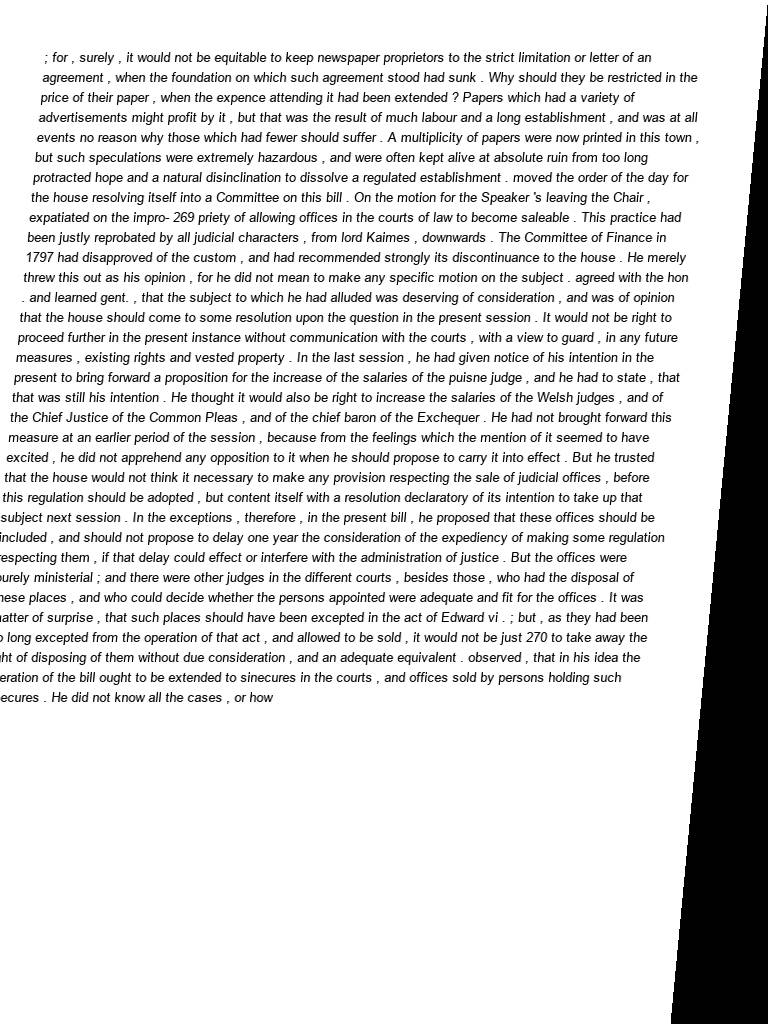 ; for , surely , it would not be equitable to keep newspaper proprietors to the strict limitation or letter of an
agreement , when the foundation on which such agreement stood had sunk . Why should they be restricted in the
price of their paper , when the expence attending it had been extended ? Papers which had a variety of
advertisements might profit by it , but that was the result of much labour and a long establishment , and was at all
events no reason why those which had fewer should suffer . A multiplicity of papers were now printed in this town ,
but such speculations were extremely hazardous , and were often kept alive at absolute ruin from too long
protracted hope and a natural disinclination to dissolve a regulated establishment . moved the order of the day for
the house resolving itself into a Committee on this bill . On the motion for the Speaker 's leaving the Chair ,
expatiated on the impro- 269 priety of allowing offices in the courts of law to become saleable . This practice had
been justly reprobated by all judicial characters , from lord Kaimes , downwards . The Committee of Finance in
1797 had disapproved of the custom , and had recommended strongly its discontinuance to the house . He merely
threw this out as his opinion , for he did not mean to make any specific motion on the subject . agreed with the hon
. and learned gent. , that the subject to which he had alluded was deserving of consideration , and was of opinion
that the house should come to some resolution upon the question in the present session . It would not be right to
proceed further in the present instance without communication with the courts , with a view to guard , in any future
measures , existing rights and vested property . In the last session , he had given notice of his intention in the
present to bring forward a proposition for the increase of the salaries of the puisne judge , and he had to state , that
that was still his intention . He thought it would also be right to increase the salaries of the Welsh judges , and of
the Chief Justice of the Common Pleas , and of the chief baron of the Exchequer . He had not brought forward this
measure at an earlier period of the session , because from the feelings which the mention of it seemed to have
excited , he did not apprehend any opposition to it when he should propose to carry it into effect . But he trusted
that the house would not think it necessary to make any provision respecting the sale of judicial offices , before
this regulation should be adopted , but content itself with a resolution declaratory of its intention to take up that
subject next session . In the exceptions , therefore , in the present bill , he proposed that these offices should be
included , and should not propose to delay one year the consideration of the expediency of making some regulation
respecting them , if that delay could effect or interfere with the administration of justice . But the offices were
purely ministerial ; and there were other judges in the different courts , besides those , who had the disposal of
these places , and who could decide whether the persons appointed were adequate and fit for the offices . It was
matter of surprise , that such places should have been excepted in the act of Edward vi . ; but , as they had been
long excepted from the operation of that act , and allowed to be sold , it would not be just 270 to take away the
of disposing of them without due consideration , and an adequate equivalent . observed , that in his idea the
of the bill ought to be extended to sinecures in the courts , and offices sold by persons holding such
. He did not know all the cases , or how